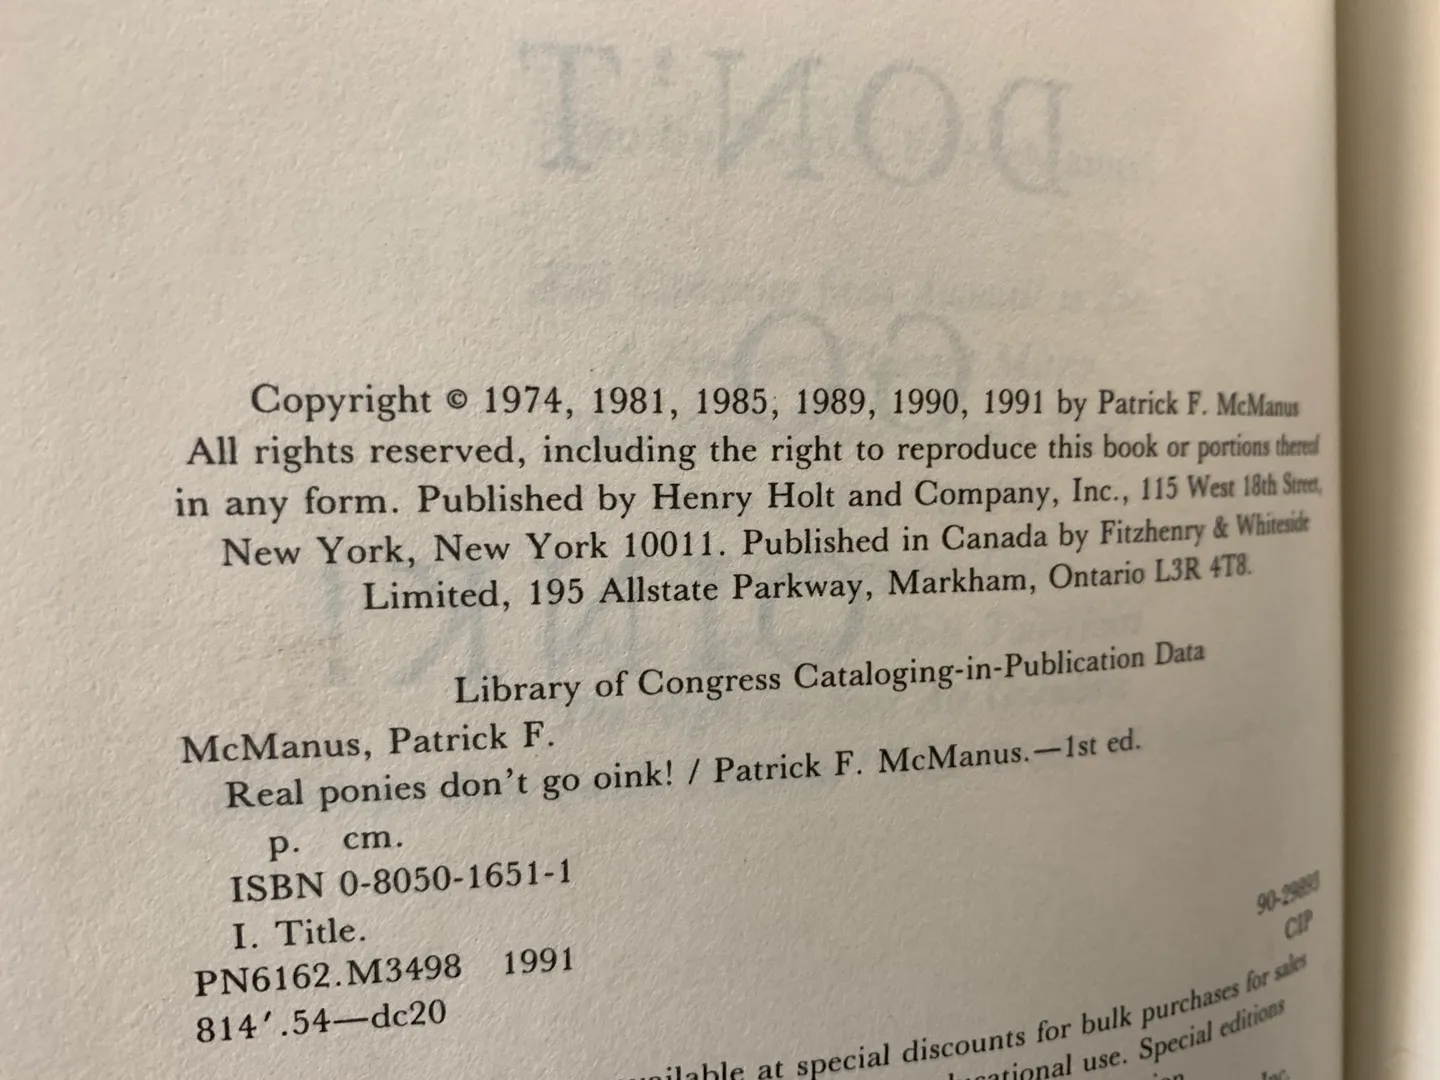 Copyright © 1974, 1981, 1985, 1989, 1990, 1991 by Patrick F. McManus
All rights reserved, including the right to reproduce this book or portions thereof
in any form. Published by Henry Holt and Company, Inc., 115 West 18th Street,
New York, New York 10011. Published in Canada by Fitzhenry & Whiteside
Limited, 195 Allstate Parkway, Markham, Ontario L3R 4T8.
Library of Congress Cataloging-in-Publication Data
McManus, Patrick F.
Real ponies don't go oink! / Patrick F. McManus.—1st ed.
p. cm.
ISBN 0-8050-1651-1
I. Title.
PN6162.M3498 1991
814'.54—dc20
CIP
at special discounts for bulk purchases for sales
use. Special editions
Inc.